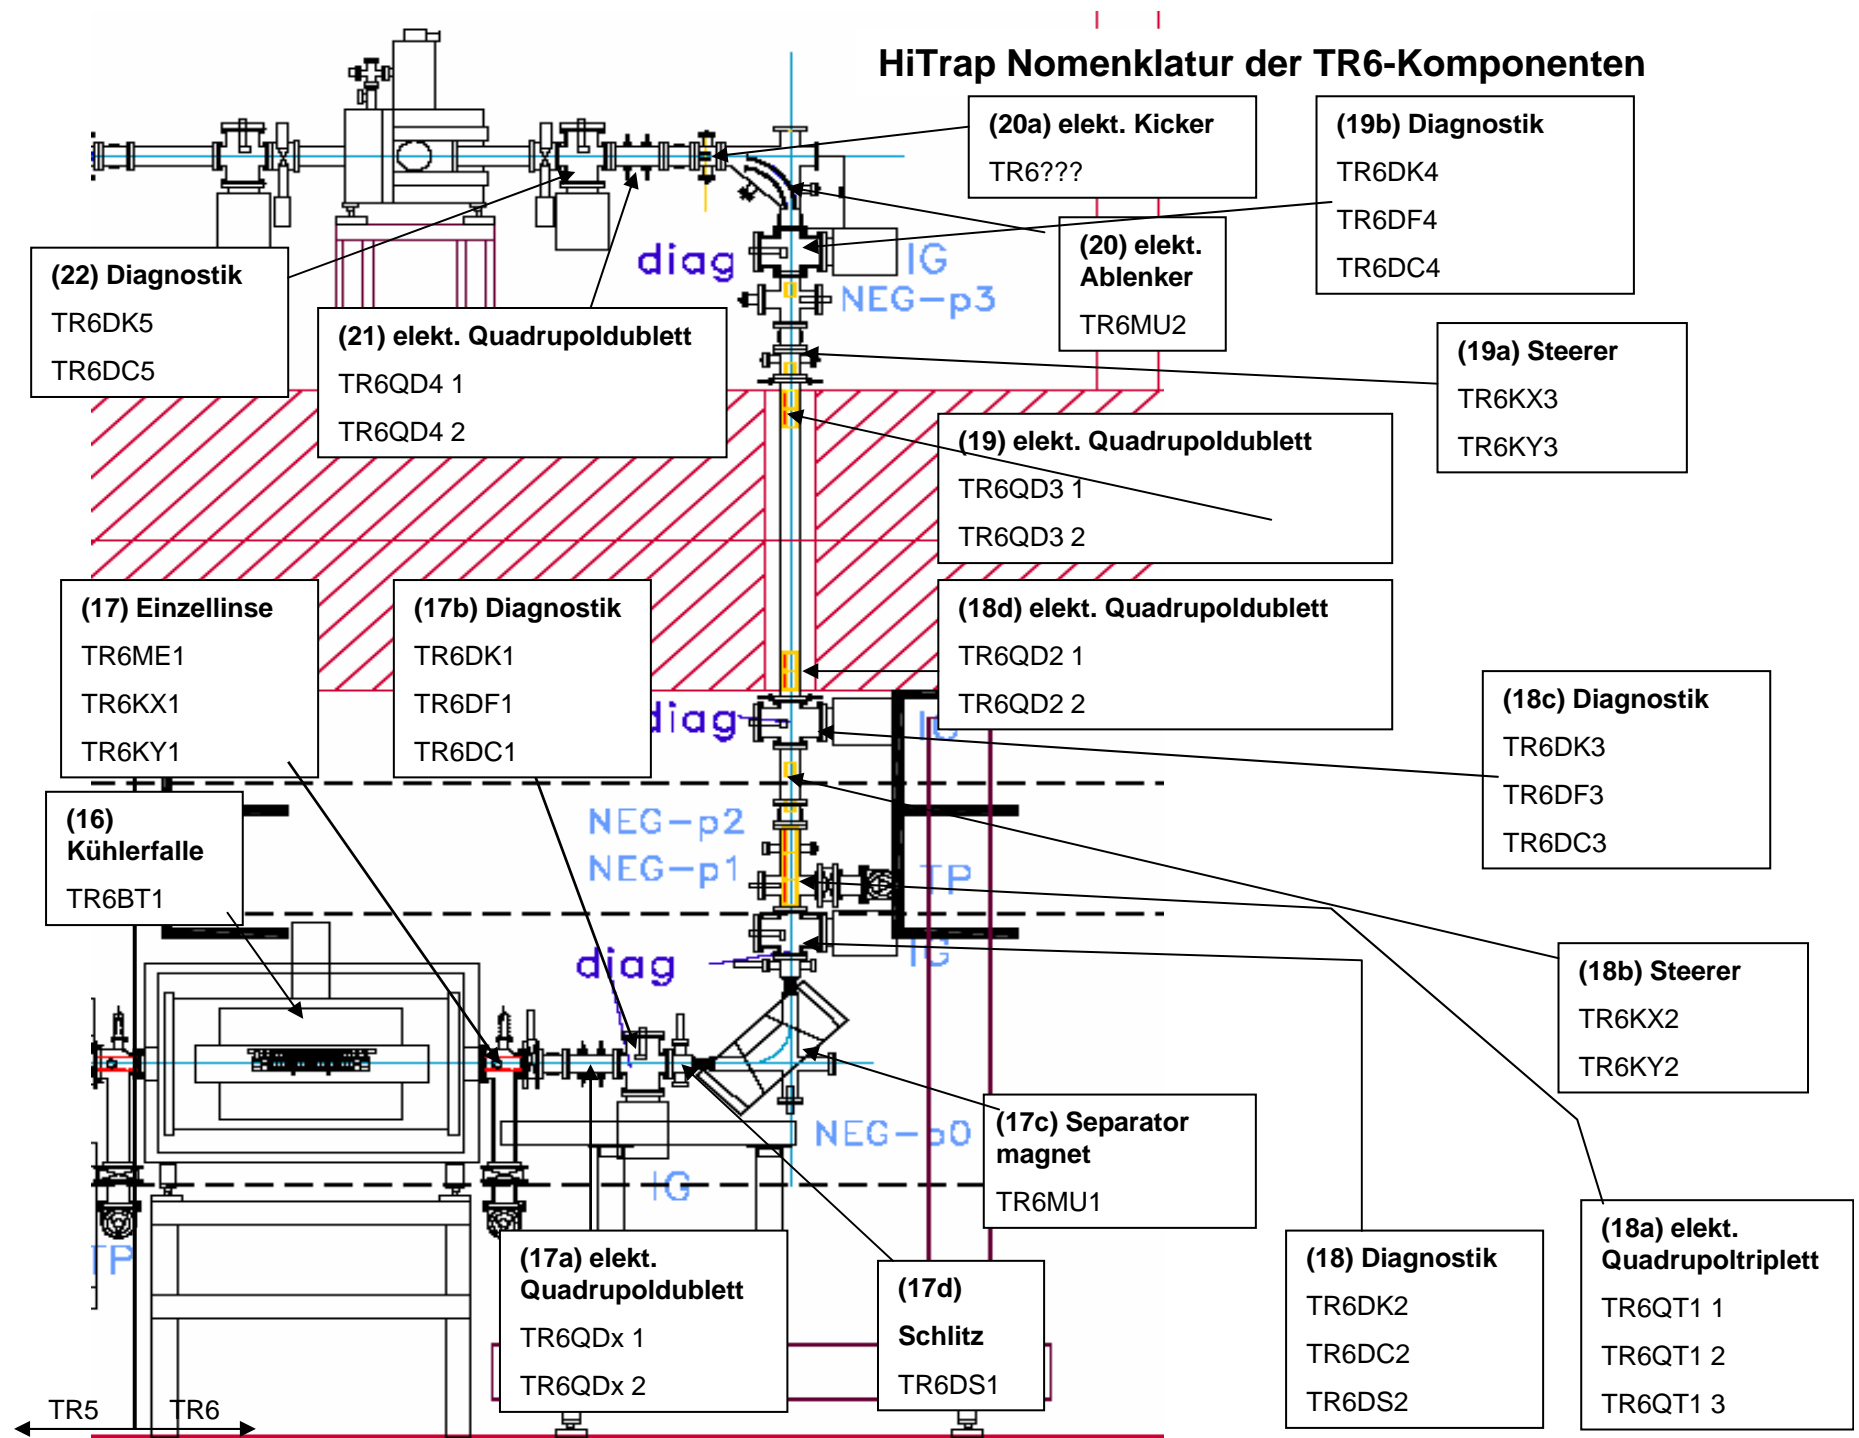 HiTrap Nomenklatur der TR6-Komponenten
(20a) elekt. Kicker
TR6???
(19b) Diagnostik
TR6DK4
TR6DF4
TR6DC4
(20) elekt.
Ablenker
TR6MU2
(22) Diagnostik
TR6DK5
TR6DC5
diag
IG
NEG-p3
(21) elekt. Quadrupoldublett
TR6QD4 1
TR6QD4 2
(19a) Steerer
TR6KX3
TR6KY3
(19) elekt. Quadrupoldublett
TR6QD3 1
TR6QD3 2
(17) Einzellinse
TR6ME1
TR6KX1
TR6KY1
(17b) Diagnostik
TR6DK1
TR6DF1
TR6DC1
(18d) elekt. Quadrupoldublett
TR6QD2 1
TR6QD2 2
diag
(18c) Diagnostik
TR6DK3
TR6DF3
TR6DC3
(16)
Kühlerfalle
TR6BT1
NEG-p2
NEG-p1
TP
IG
diag
(18b) Steerer
TR6KX2
TR6KY2
NEG-p0
IG
(17c) Separator
magnet
TR6MU1
TP
(17a) elekt.
Quadrupoldublett
TR6QDx 1
TR6QDx 2
(17d)
Schlitz
TR6DS1
(18) Diagnostik
TR6DK2
TR6DC2
TR6DS2
(18a) elekt.
Quadrupoltriplett
TR6QT1 1
TR6QT1 2
TR6QT1 3
TR5
TR6